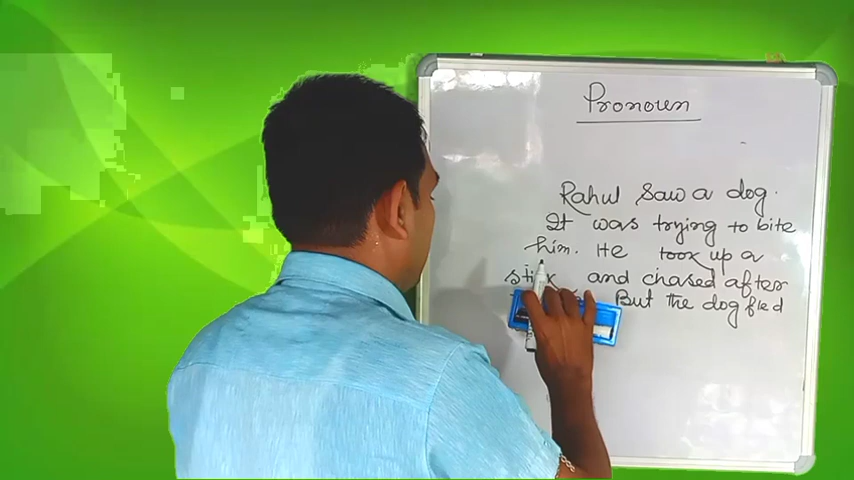 Pronoun
Rahul saw a dog.
It was trying to bite
him. He took up a
stick and chased after
But the dog fled